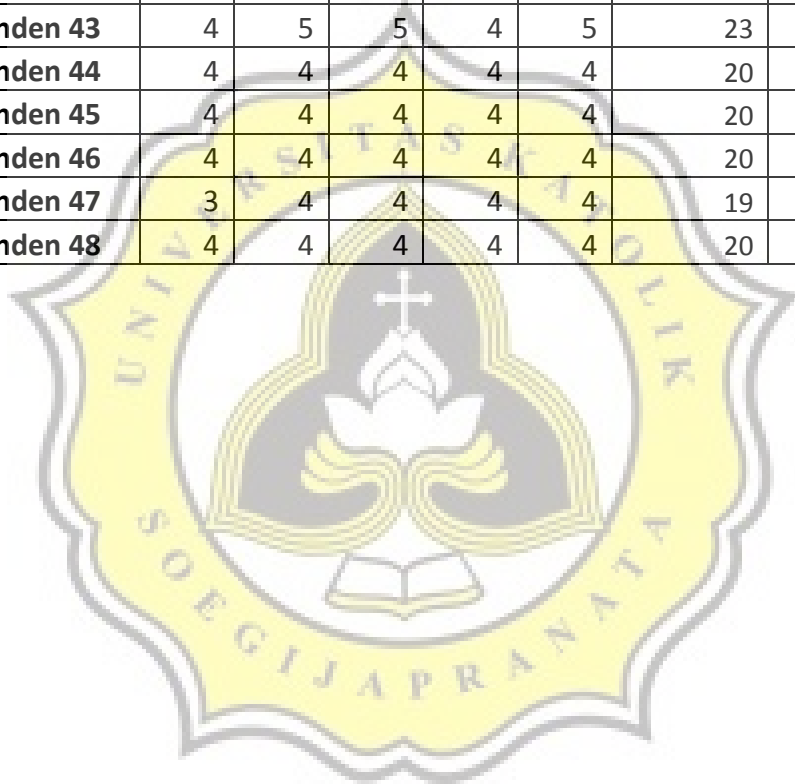 nden 43 4 5 5 4 5 23
nden 44 4 4 4 4 4 20
nden 45 4 4 4 4 4 20
nden 46 4 4 4 4 4 20
nden 47 3 4 4 4 4 19
nden 48 4 4 4 4 4 20
UNIVERSITAS KATOLIK
SOEGIJAPRANATA